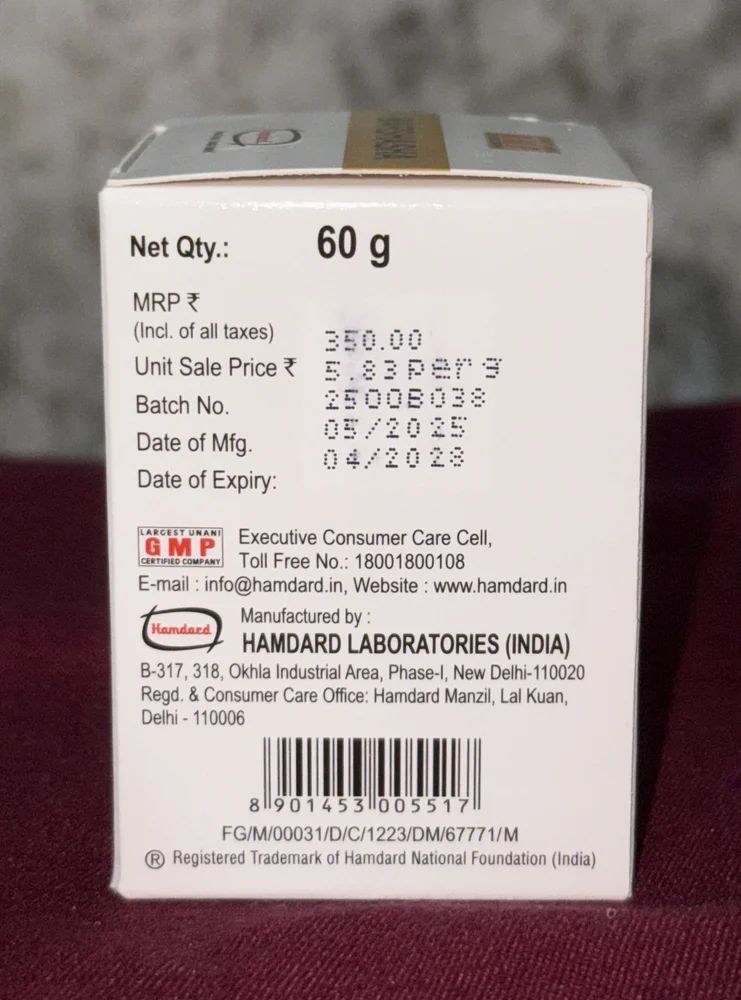 Hamdard
Net Qty.: 60 g
MRP ₹
(Incl. of all taxes) 350.00
Unit Sale Price ₹ 5.83 per g
Batch No. 2500B038
Date of Mfg. 05/2025
Date of Expiry: 04/2028
LARGEST UNANI
GMP
CERTIFIED COMPANY
Executive Consumer Care Cell,
Toll Free No.: 18001800108
E-mail : info@hamdard.in, Website : www.hamdard.in
Hamdard
Manufactured by :
HAMDARD LABORATORIES (INDIA)
B-317, 318, Okhla Industrial Area, Phase-I, New Delhi-110020
Regd. & Consumer Care Office: Hamdard Manzil, Lal Kuan,
Delhi - 110006
8 901453 005517
FG/M/00031/D/C/1223/DM/67771/M
® Registered Trademark of Hamdard National Foundation (India)